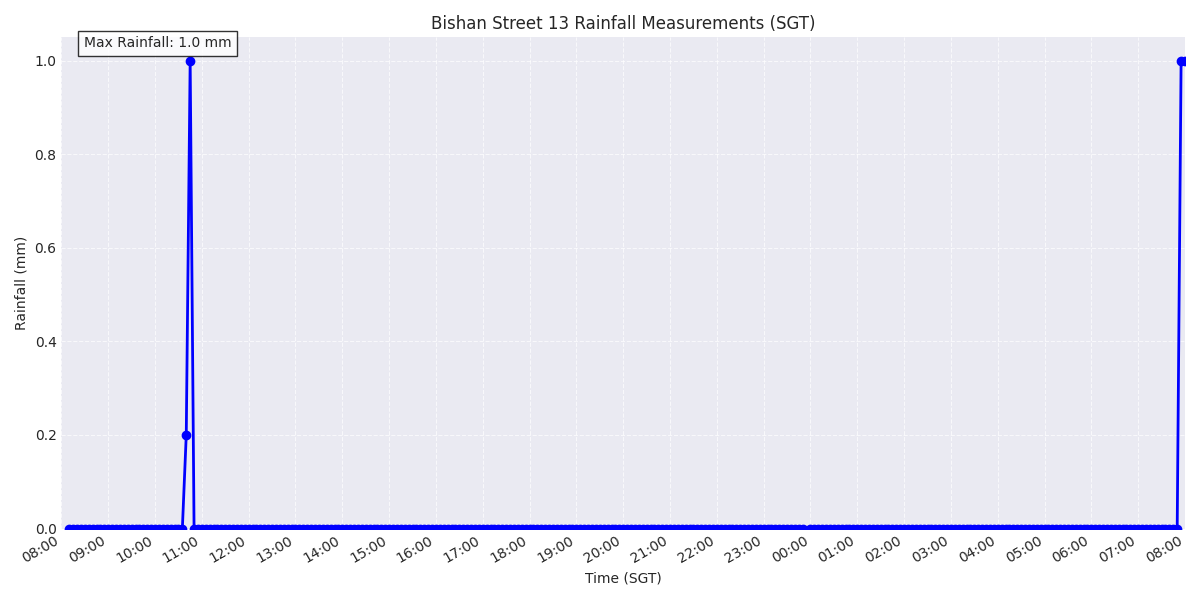 Bishan Street 13 Rainfall Measurements (SGT)
Max Rainfall: 1.0 mm
1.0
0.8
0.6
0.4
0.2
0.0
Rainfall (mm)
08:00 09:00 10:00 11:00 12:00 13:00 14:00 15:00 16:00 17:00 18:00 19:00 20:00 21:00 22:00 23:00 00:00 01:00 02:00 03:00 04:00 05:00 06:00 07:00 08:00
Time (SGT)